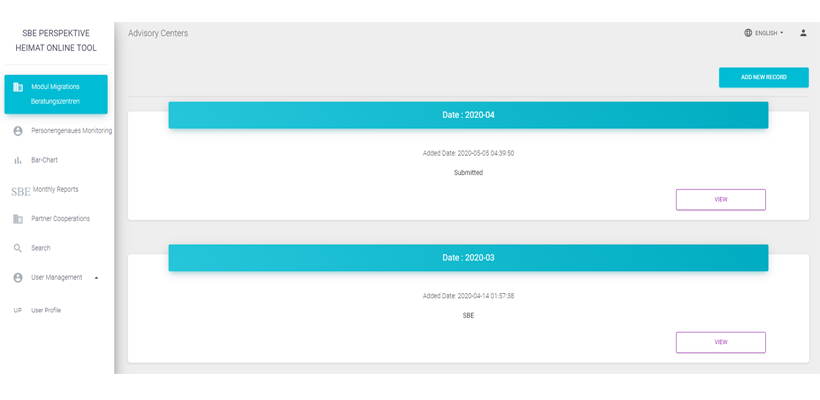 SBE PERSPEKTIVE
HEIMAT ONLINE TOOL
Advisory Centers
ENGLISH
ADD NEW RECORD
Modul Migrations
Beratungszentren
Personengenaues Monitoring
Bar-Chart
SBE Monthly Reports
Partner Cooperations
Search
User Management
UP User Profile
Date : 2020-04
Added Date: 2020-05-05 04:39:50
Submitted
VIEW
Date : 2020-03
Added Date: 2020-04-14 01:57:38
SBE
VIEW